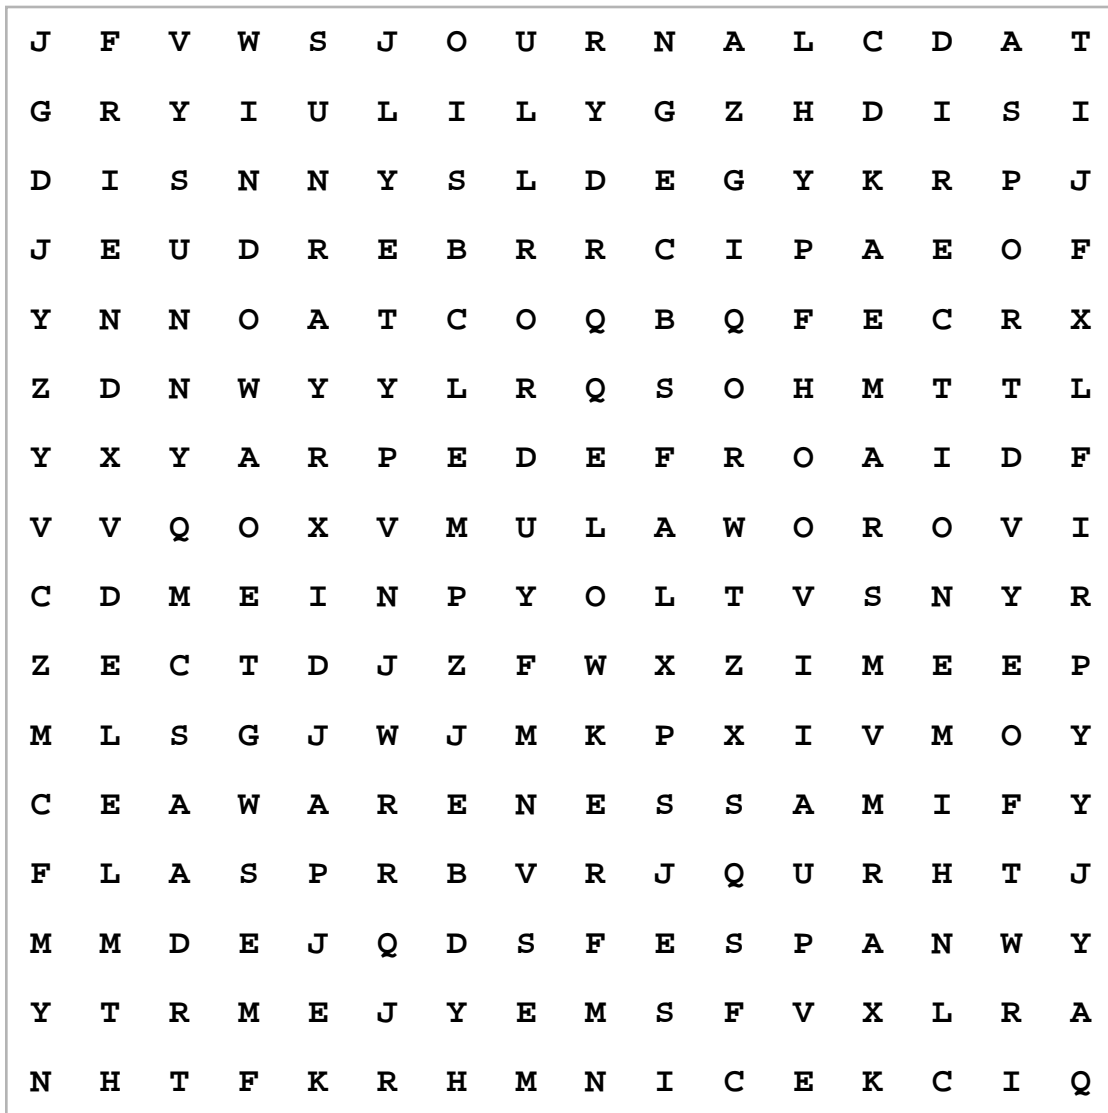 J F V W S J O U R N A L C D A T
G R Y I U L I L Y G Z H D I S I
D I S N N Y S L D E G Y K R P J
J E U D R E B R R C I P A E O F
Y N N O A T C O Q B Q F E C R X
Z D N W Y Y L R Q S O H M T T L
Y X Y A R P E D E F R O A I D F
V V Q O X V M U L A W O R O V I
C D M E I N P Y O L T V S N Y R
Z E C T D J Z F W X Z I M E E P
M L S G J W J M K P X I V M O Y
C E A W A R E N E S S A M I F Y
F L A S P R B V R J Q U R H T J
M M D E J Q D S F E S P A N W Y
Y T R M E J Y E M S F V X L R A
N H T F K R H M N I C E K C I Q